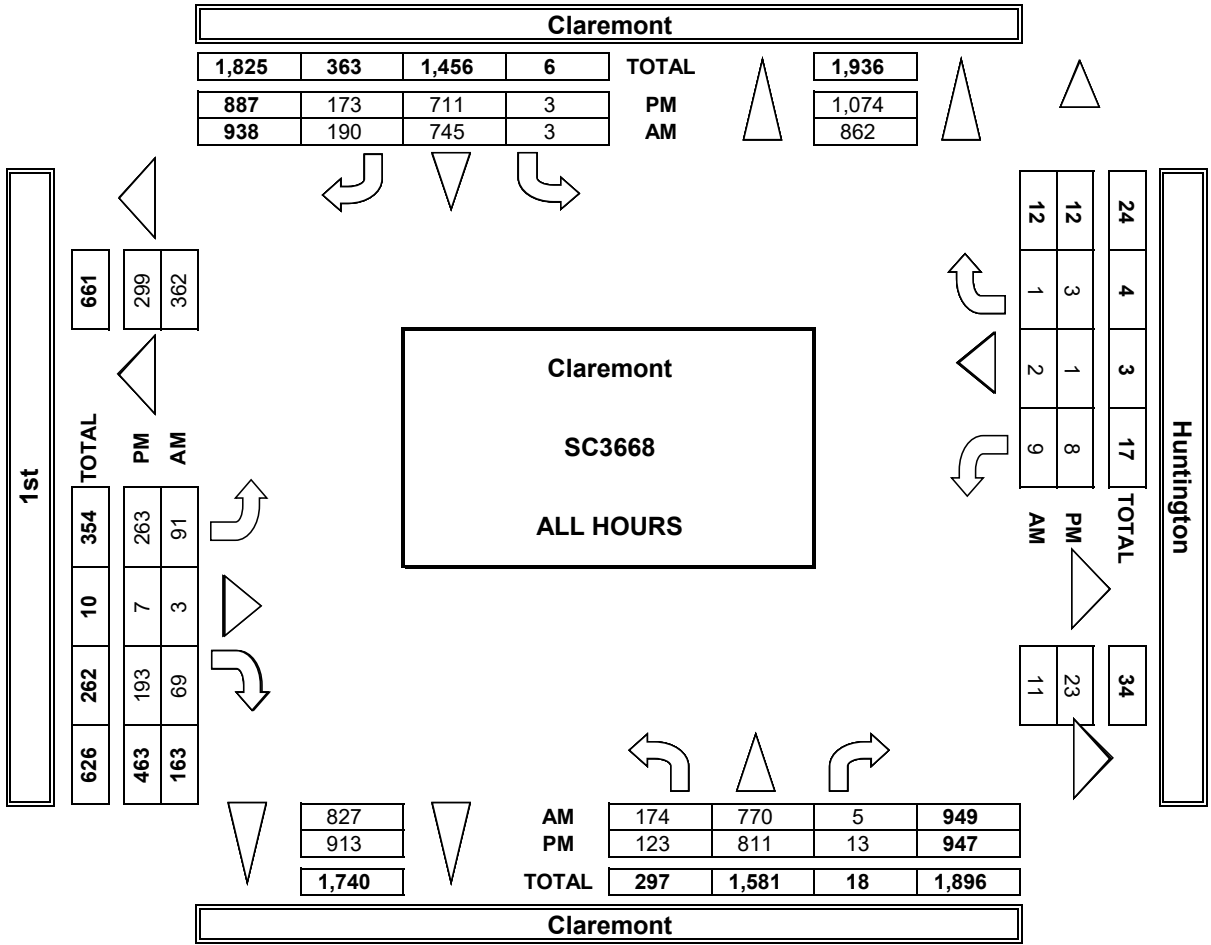 Claremont
1,825 363 1,456 6 TOTAL 1,936
887 173 711 3 PM 1,074
938 190 745 3 AM 862
1st
661
299
362
TOTAL
PM
AM
354 10 262 626
263 7 193 463
91 3 69 163
Claremont
SC3668
ALL HOURS
24 4 3 17 TOTAL
12 3 1 8 PM
12 1 2 9 AM
34
23
11
Huntington
827 AM 174 770 5 949
913 PM 123 811 13 947
1,740 TOTAL 297 1,581 18 1,896
Claremont